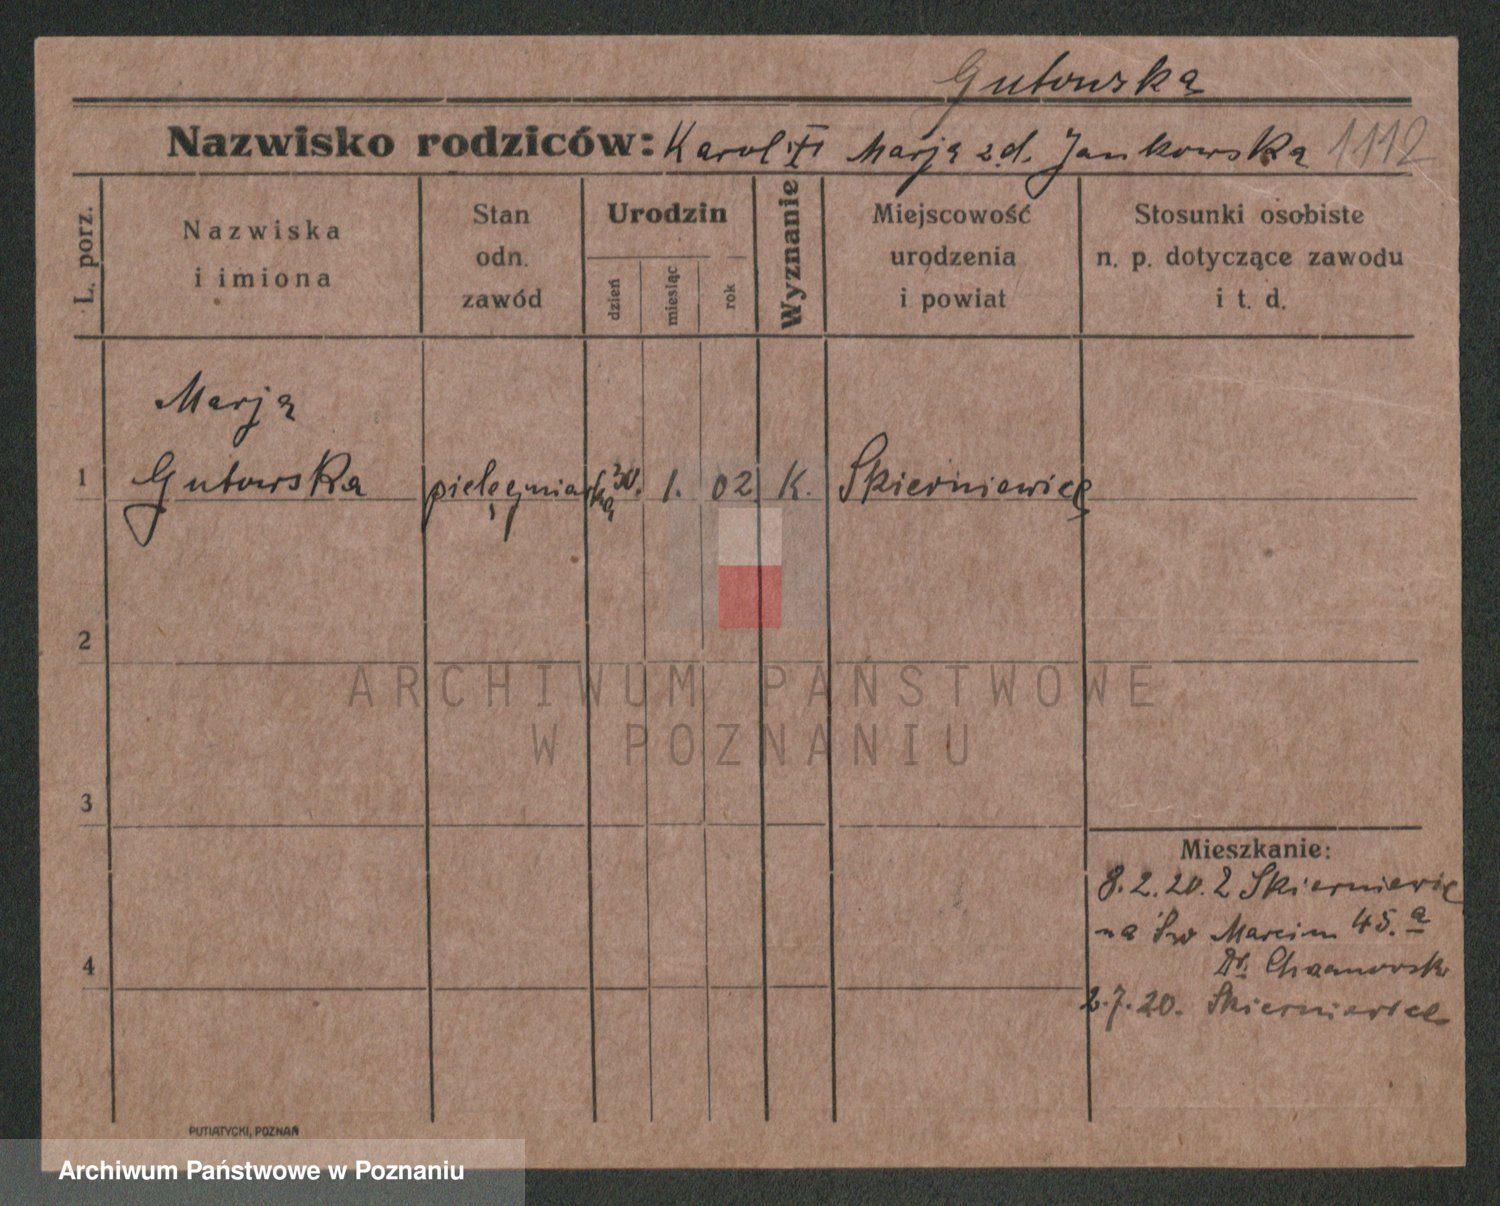 Gutowska
Nazwisko rodziców: Karol Marja z.d. Jankowska 1112
L. porz.
Nazwiska
i imiona
Stan
odn.
zawód
Urodzin
dzień
miesiąc
rok
Wyznanie
Miejscowość
urodzenia
i powiat
Stosunki osobiste
n. p. dotyczące zawodu
i t. d.
Marja
1 Gutowska pielęgniarka 30. 1. 02 K. Skierniewice
2
ARCHIWUM PAŃSTWOWE
W POZNANIU
3
Mieszkanie:
8.2.20. Z Skierniewic
na Św Marcin 45.a
4
Dr.
2.7.20. Skierniewice
PUTIATYCKI, POZNAŃ
Archiwum Państwowe w Poznaniu